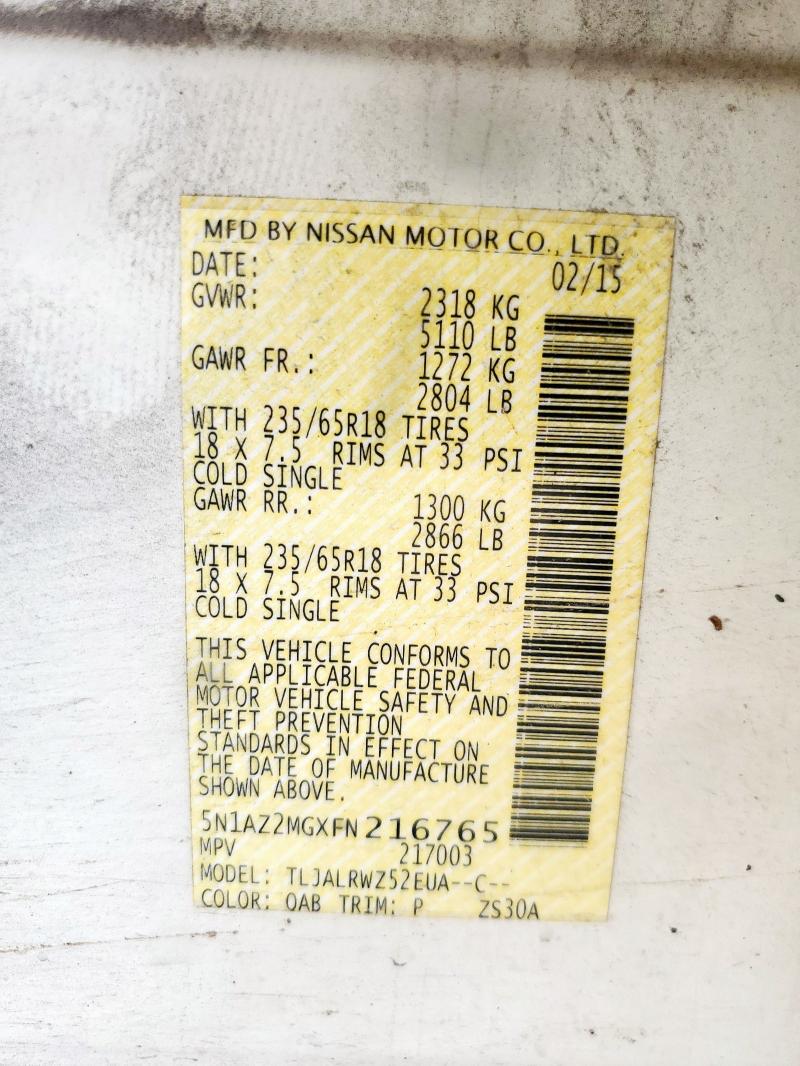 MFD BY NISSAN MOTOR CO., LTD.
DATE: 02/15
GVWR: 2318 KG
5110 LB
GAWR FR.: 1272 KG
2804 LB
WITH 235/65R18 TIRES
18 X 7.5 RIMS AT 33 PSI
COLD SINGLE
GAWR RR.: 1300 KG
2866 LB
WITH 235/65R18 TIRES
18 X 7.5 RIMS AT 33 PSI
COLD SINGLE
THIS VEHICLE CONFORMS TO
ALL APPLICABLE FEDERAL
MOTOR VEHICLE SAFETY AND
THEFT PREVENTION
STANDARDS IN EFFECT ON
THE DATE OF MANUFACTURE
SHOWN ABOVE.
5N1AZ2MGXFN216765
MPV 217003
MODEL: TLJALRWZ52EUA--C--
COLOR: QAB TRIM: P ZS30A